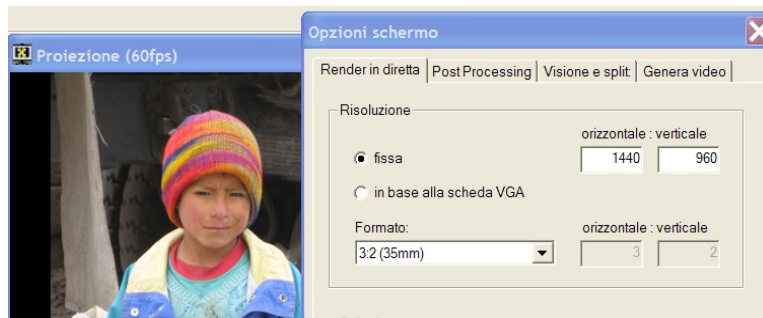 Proiezione (60fps)
Opzioni schermo
Render in diretta Post Processing Visione e split Genera video
Risoluzione
orizzontale : verticale
fissa 1440 960
in base alla scheda VGA
Formato: orizzontale : verticale
3:2 (35mm) 3 2